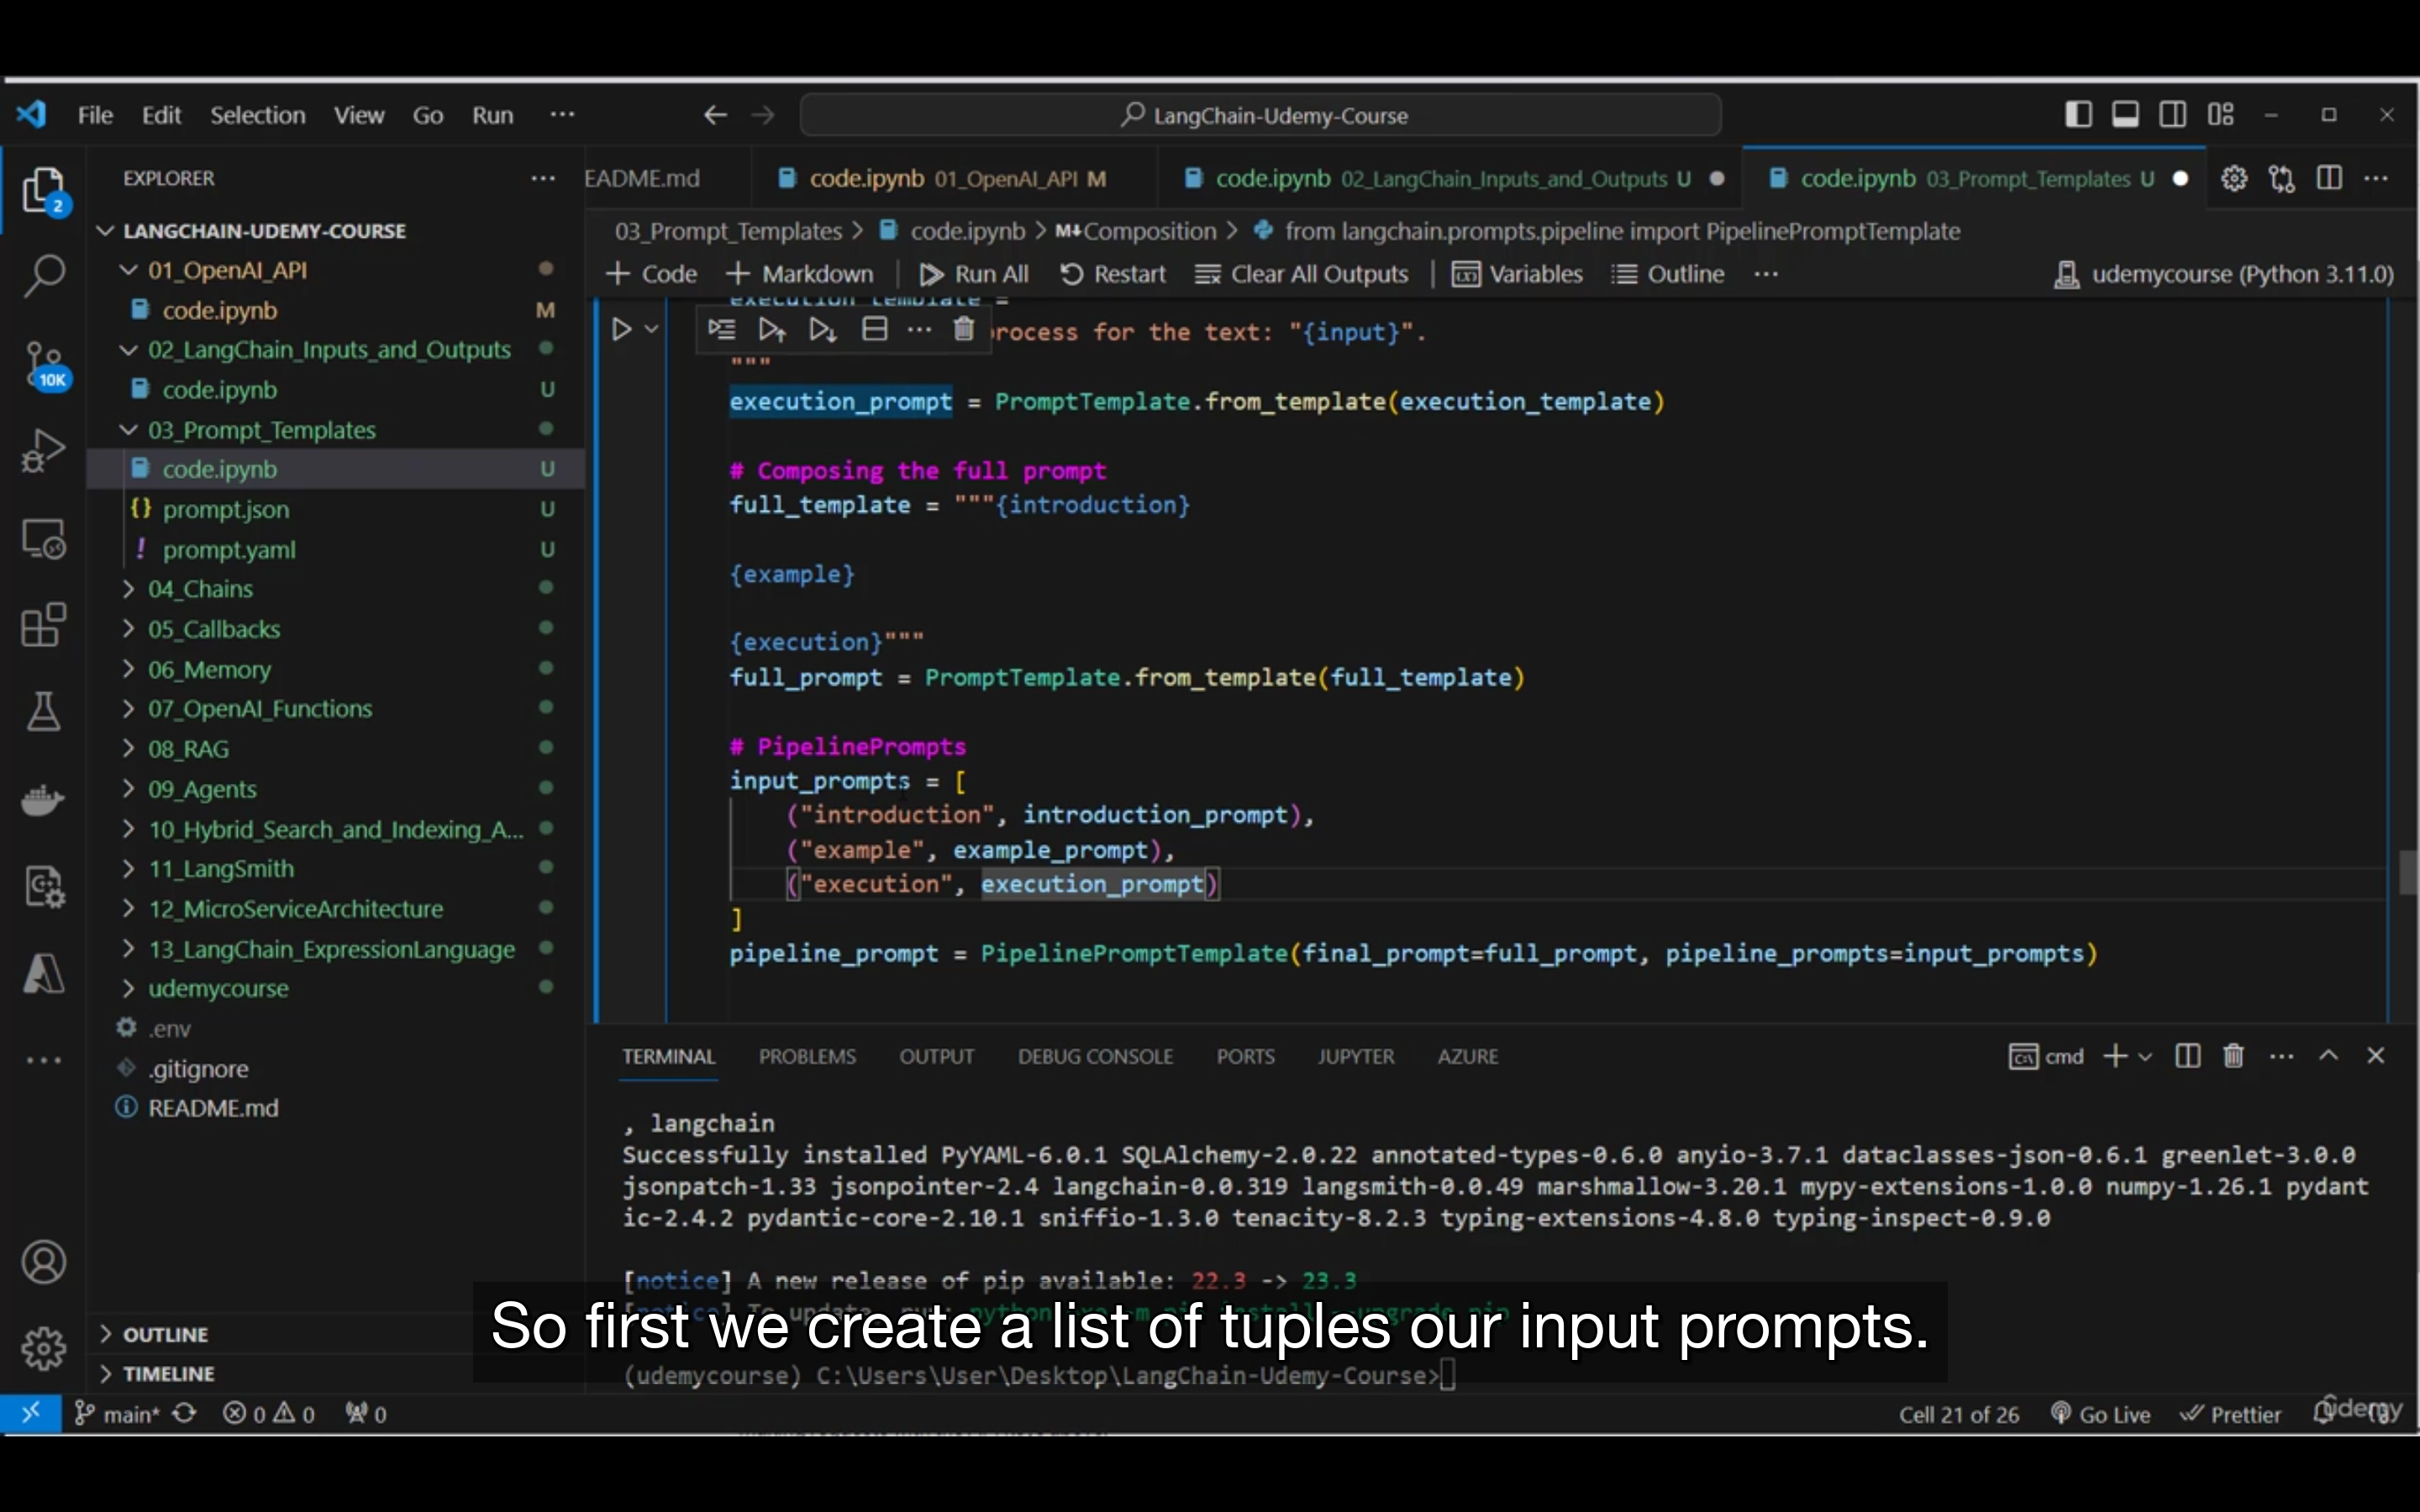 File Edit Selection View Go Run ··· LangChain-Udemy-Course
EXPLORER ···
LANGCHAIN-UDEMY-COURSE
01_OpenAI_API
code.ipynb M
02_LangChain_Inputs_and_Outputs
code.ipynb U
03_Prompt_Templates
code.ipynb U
{} prompt.json U
! prompt.yaml U
04_Chains
05_Callbacks
06_Memory
07_OpenAI_Functions
08_RAG
09_Agents
10_Hybrid_Search_and_Indexing_A...
11_LangSmith
12_MicroServiceArchitecture
13_LangChain_ExpressionLanguage
udemycourse
.env
.gitignore
README.md
OUTLINE
TIMELINE
2
10K
EADME.md code.ipynb 01_OpenAI_API M code.ipynb 02_LangChain_Inputs_and_Outputs U code.ipynb 03_Prompt_Templates U
03_Prompt_Templates > code.ipynb > M↓Composition > from langchain.prompts.pipeline import PipelinePromptTemplate
+ Code + Markdown | Run All Restart Clear All Outputs | Variables Outline ··· udemycourse (Python 3.11.0)
execution_template =
rocess for the text: "{input}".
"""
execution_prompt = PromptTemplate.from_template(execution_template)
# Composing the full prompt
full_template = """{introduction}
{example}
{execution}"""
full_prompt = PromptTemplate.from_template(full_template)
# PipelinePrompts
input_prompts = [
("introduction", introduction_prompt),
("example", example_prompt),
("execution", execution_prompt)
]
pipeline_prompt = PipelinePromptTemplate(final_prompt=full_prompt, pipeline_prompts=input_prompts)
TERMINAL PROBLEMS OUTPUT DEBUG CONSOLE PORTS JUPYTER AZURE cmd
, langchain
Successfully installed PyYAML-6.0.1 SQLAlchemy-2.0.22 annotated-types-0.6.0 anyio-3.7.1 dataclasses-json-0.6.1 greenlet-3.0.0
jsonpatch-1.33 jsonpointer-2.4 langchain-0.0.319 langsmith-0.0.49 marshmallow-3.20.1 mypy-extensions-1.0.0 numpy-1.26.1 pydant
ic-2.4.2 pydantic-core-2.10.1 sniffio-1.3.0 tenacity-8.2.3 typing-extensions-4.8.0 typing-inspect-0.9.0
[notice] A new release of pip available: 22.3 -> 23.3
So first we create a list of tuples our input prompts.
(udemycourse) C:\Users\User\Desktop\LangChain-Udemy-Course>
main* 0 0 0 Cell 21 of 26 Go Live Prettier
udemy